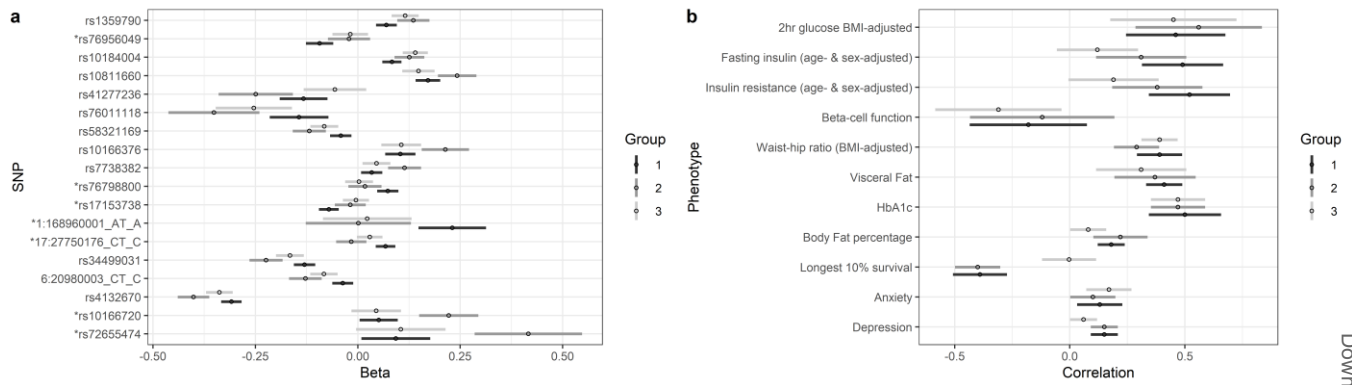 a
SNP
rs1359790
*rs76956049
rs10184004
rs10811660
rs41277236
rs76011118
rs58321169
rs10166376
rs7738382
*rs76798800
*rs17153738
*1:168960001_AT_A
*17:27750176_CT_C
rs34499031
6:20980003_CT_C
rs4132670
*rs10166720
*rs72655474
-0.50 -0.25 0.00 0.25 0.50
Beta
Group
1
2
3
b
Phenotype
2hr glucose BMI-adjusted
Fasting insulin (age- & sex-adjusted)
Insulin resistance (age- & sex-adjusted)
Beta-cell function
Waist-hip ratio (BMI-adjusted)
Visceral Fat
HbA1c
Body Fat percentage
Longest 10% survival
Anxiety
Depression
-0.5 0.0 0.5
Correlation
Group
1
2
3
Down